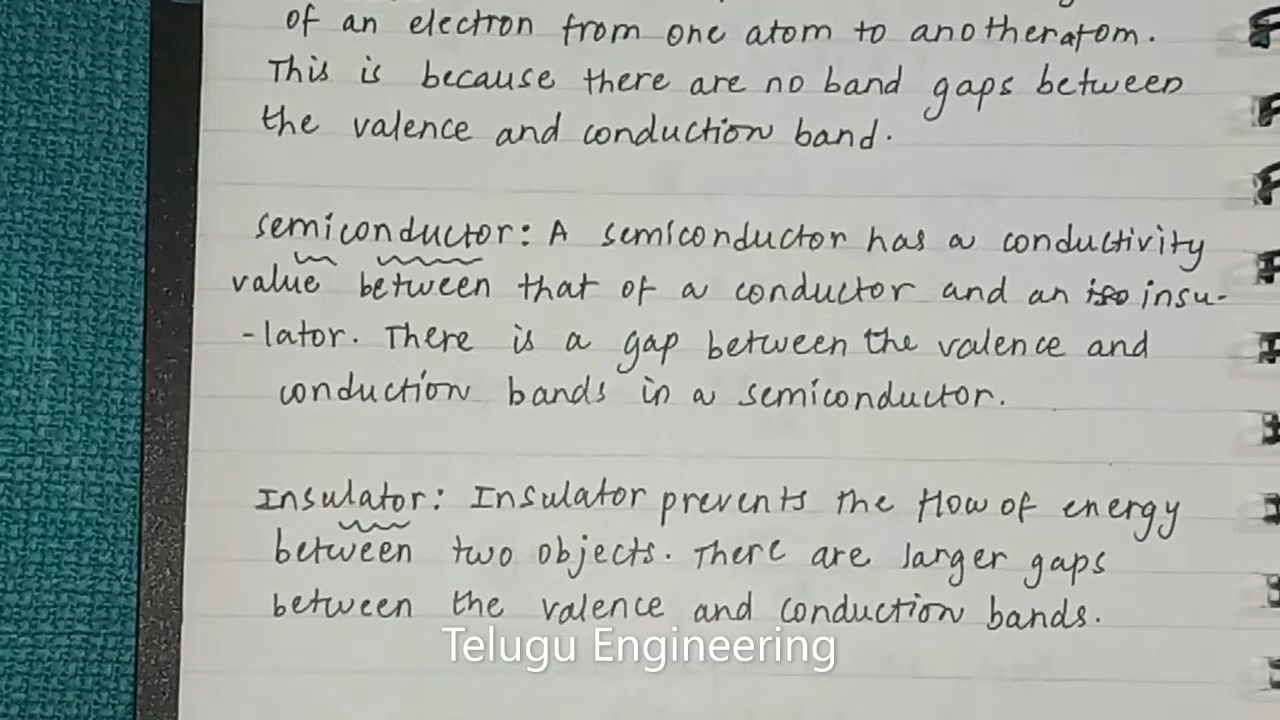 of an electron from one atom to another atom.
This is because there are no band gaps between
the valence and conduction band.
semiconductor: A semiconductor has a conductivity
value between that of a conductor and an iso insu-
-lator. There is a gap between the valence and
conduction bands in a semiconductor.
Insulator: Insulator prevents the flow of energy
between two objects. There are larger gaps
between the valence and conduction bands.
Telugu Engineering